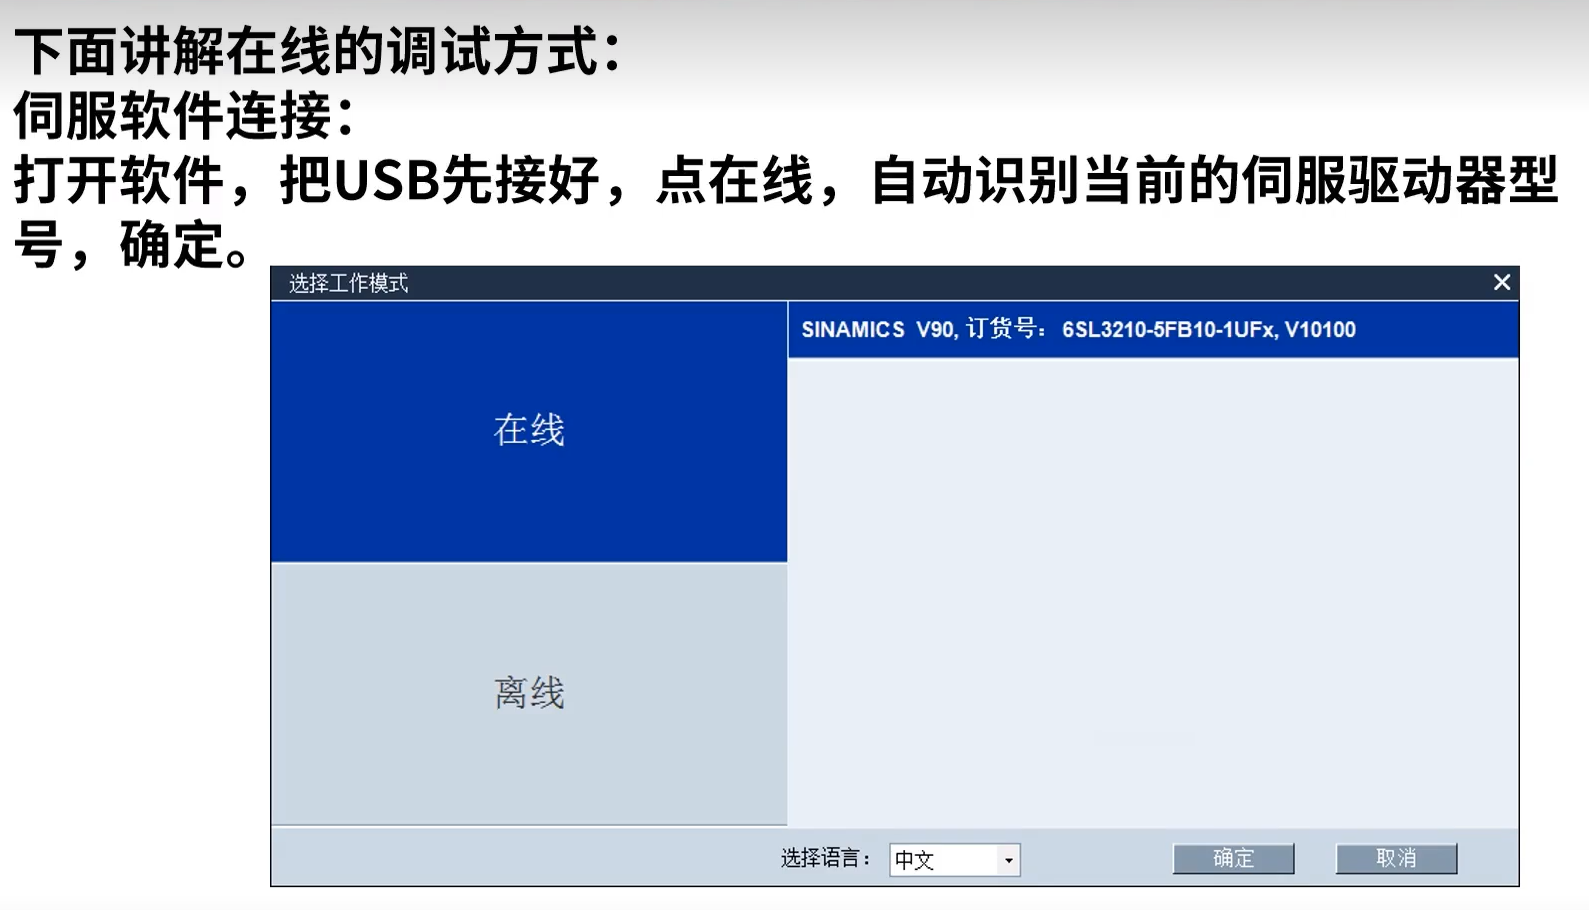 下面讲解在线的调试方式：
伺服软件连接：
打开软件，把USB先接好，点在线，自动识别当前的伺服驱动器型
号，确定。
选择工作模式
SINAMICS V90, 订货号： 6SL3210-5FB10-1UFx, V10100
在线
离线
选择语言： 中文 确定 取消